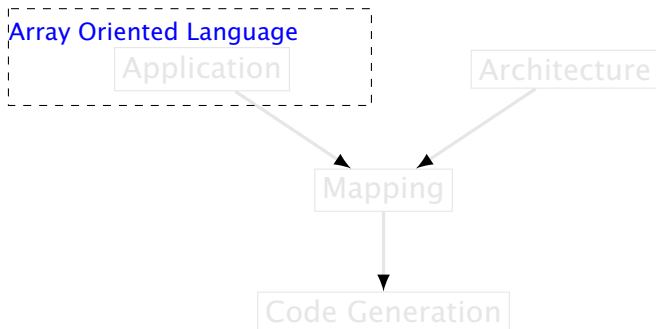 Array Oriented Language
Application
Architecture
Mapping
Code Generation